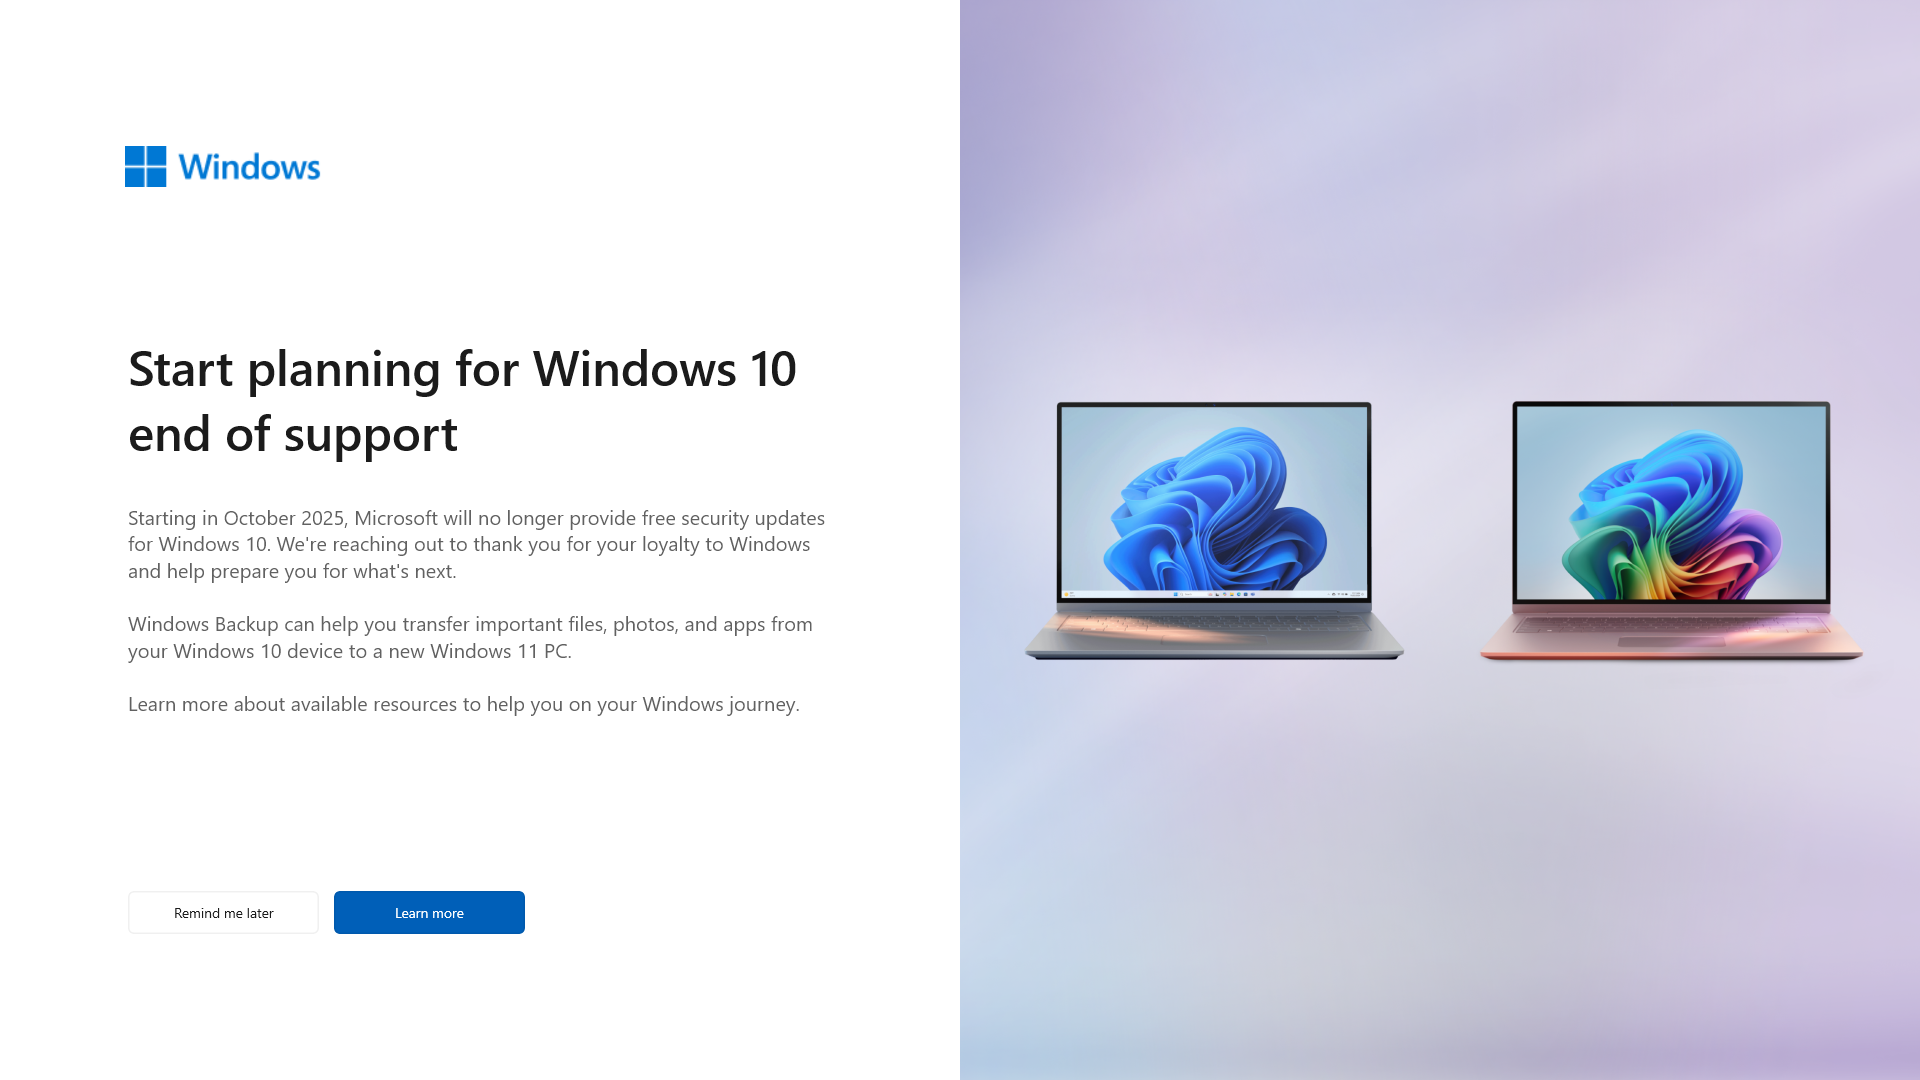 Windows
Start planning for Windows 10
end of support
Starting in October 2025, Microsoft will no longer provide free security updates
for Windows 10. We're reaching out to thank you for your loyalty to Windows
and help prepare you for what's next.
Windows Backup can help you transfer important files, photos, and apps from
your Windows 10 device to a new Windows 11 PC.
Learn more about available resources to help you on your Windows journey.
Remind me later
Learn more